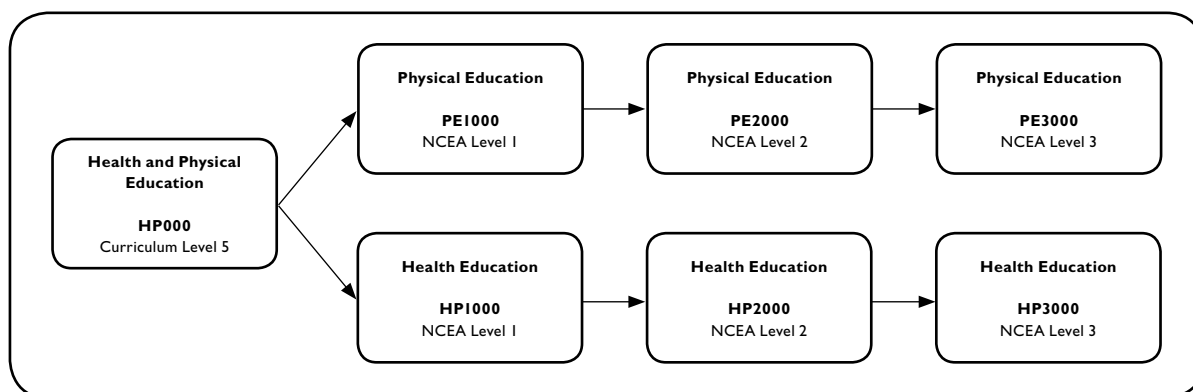 Health and Physical
Education
HP000
Curriculum Level 5
Physical Education
PE1000
NCEA Level 1
Physical Education
PE2000
NCEA Level 2
Physical Education
PE3000
NCEA Level 3
Health Education
HP1000
NCEA Level 1
Health Education
HP2000
NCEA Level 2
Health Education
HP3000
NCEA Level 3